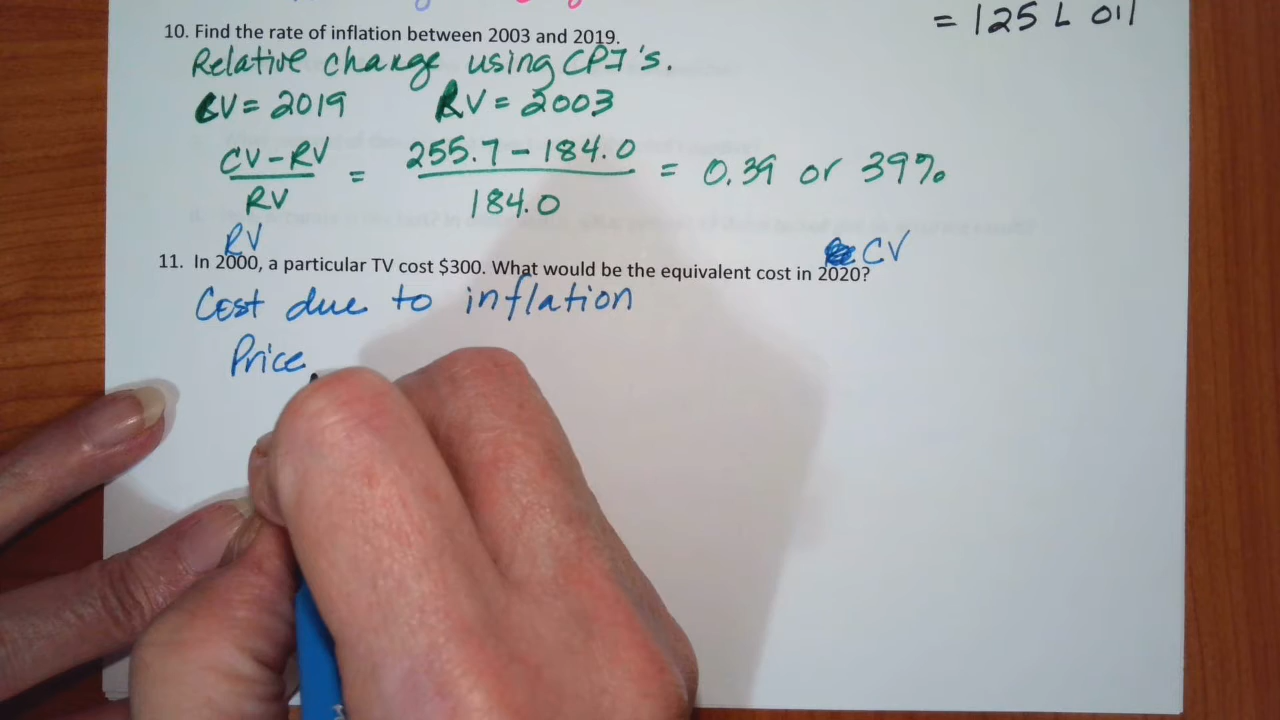 = 125 L oil
10. Find the rate of inflation between 2003 and 2019.
Relative change using CPI's.
CV = 2019 RV = 2003
CV - RV / RV = 255.7 - 184.0 / 184.0 = 0.39 or 39%
RV CV
11. In 2000, a particular TV cost $300. What would be the equivalent cost in 2020?
Cost due to inflation
Price